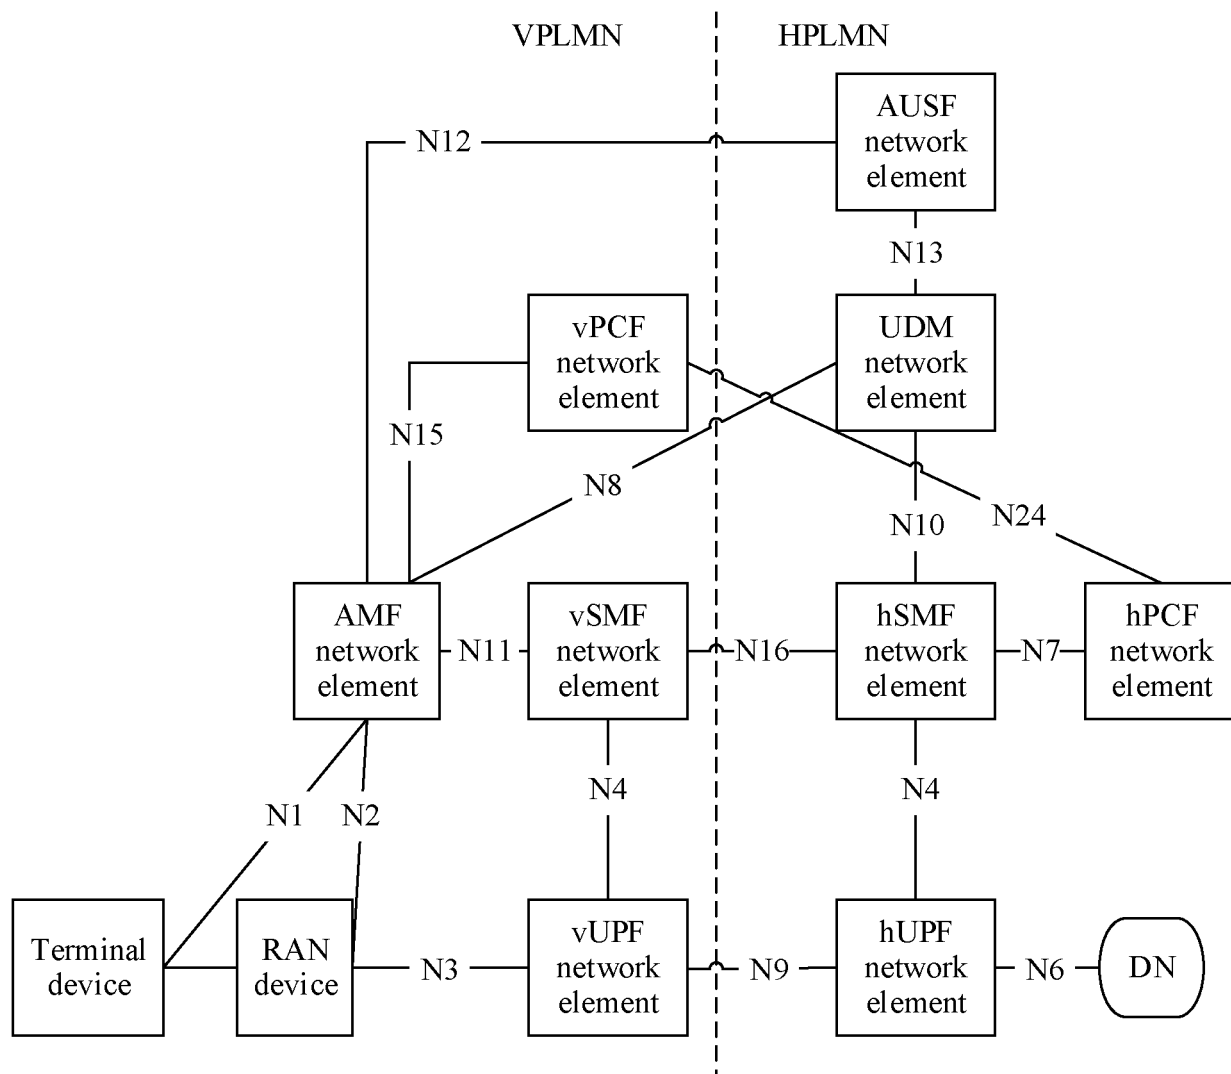 VPLMN
HPLMN
AUSF
network
element
N12
N13
vPCF
network
element
UDM
network
element
N15
N8
N10
N24
AMF
network
element
N11
vSMF
network
element
N16
hSMF
network
element
N7
hPCF
network
element
N1
N2
N4
N4
Terminal
device
RAN
device
N3
vUPF
network
element
N9
hUPF
network
element
N6
DN